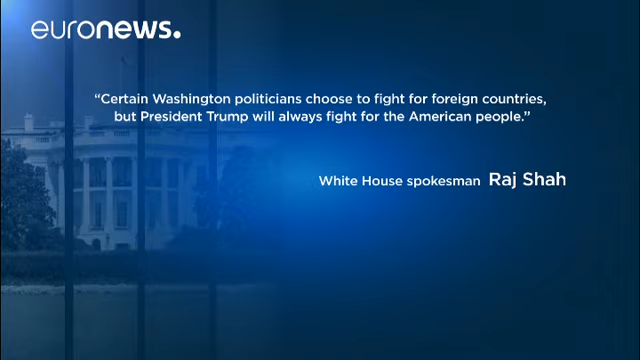 euronews.
“Certain Washington politicians choose to fight for foreign countries,
but President Trump will always fight for the American people.”
White House spokesman Raj Shah